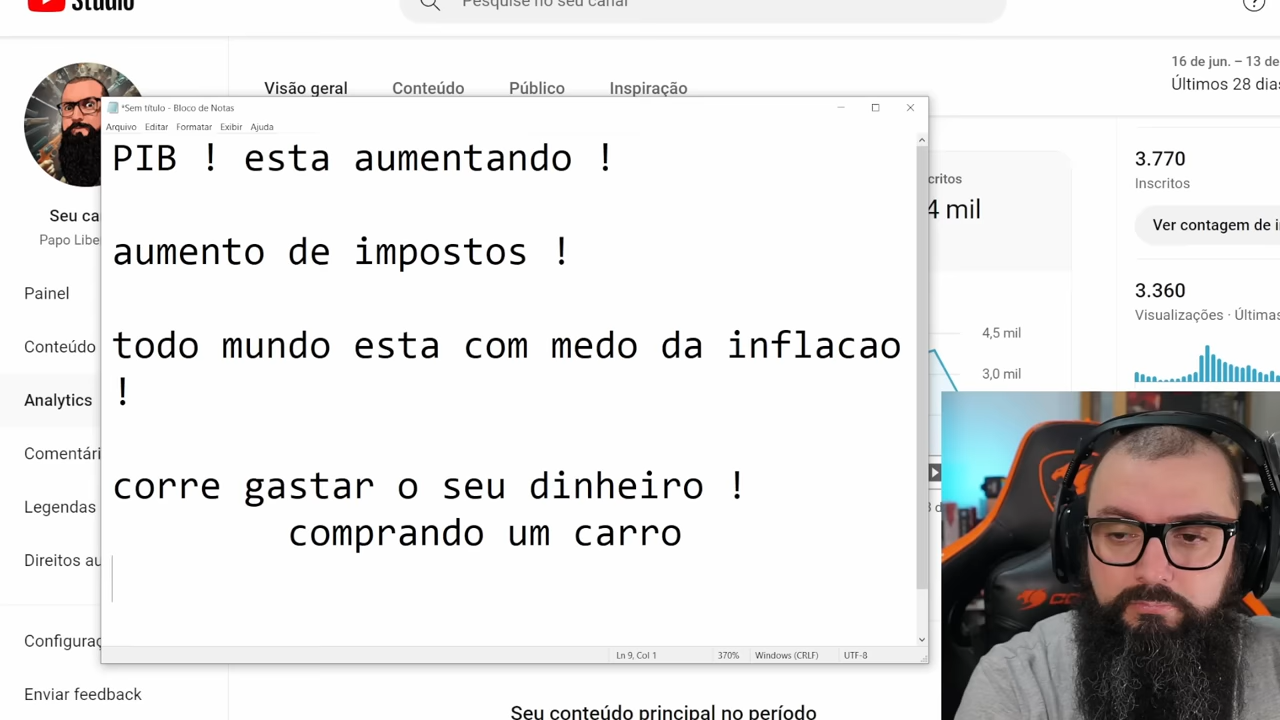 Studio
Pesquise no seu canal
16 de jun. – 13 de
Visão geral
Conteúdo
Público
Inspiração
Últimos 28 dias
*Sem título - Bloco de Notas
Arquivo Editar Formatar Exibir Ajuda
PIB ! esta aumentando !
aumento de impostos !
todo mundo esta com medo da inflacao
!
corre gastar o seu dinheiro !
comprando um carro
Ln 9, Col 1
370%
Windows (CRLF)
UTF-8
Seu ca
Papo Libe
Painel
Conteúdo
Analytics
Comentári
Legendas
Direitos au
Configuraç
Enviar feedback
critos
4 mil
4,5 mil
3,0 mil
3.770
Inscritos
Ver contagem de i
3.360
Visualizações · Últimas
Seu conteúdo principal no período